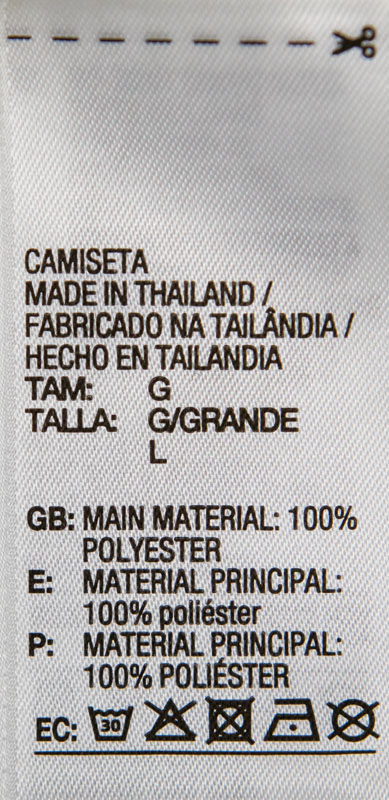 CAMISETA
MADE IN THAILAND /
FABRICADO NA TAILÂNDIA /
HECHO EN TAILANDIA
TAM: G
TALLA: G/GRANDE
L
GB: MAIN MATERIAL: 100%
POLYESTER
E: MATERIAL PRINCIPAL:
100% poliéster
P: MATERIAL PRINCIPAL:
100% POLIÉSTER
EC: 30